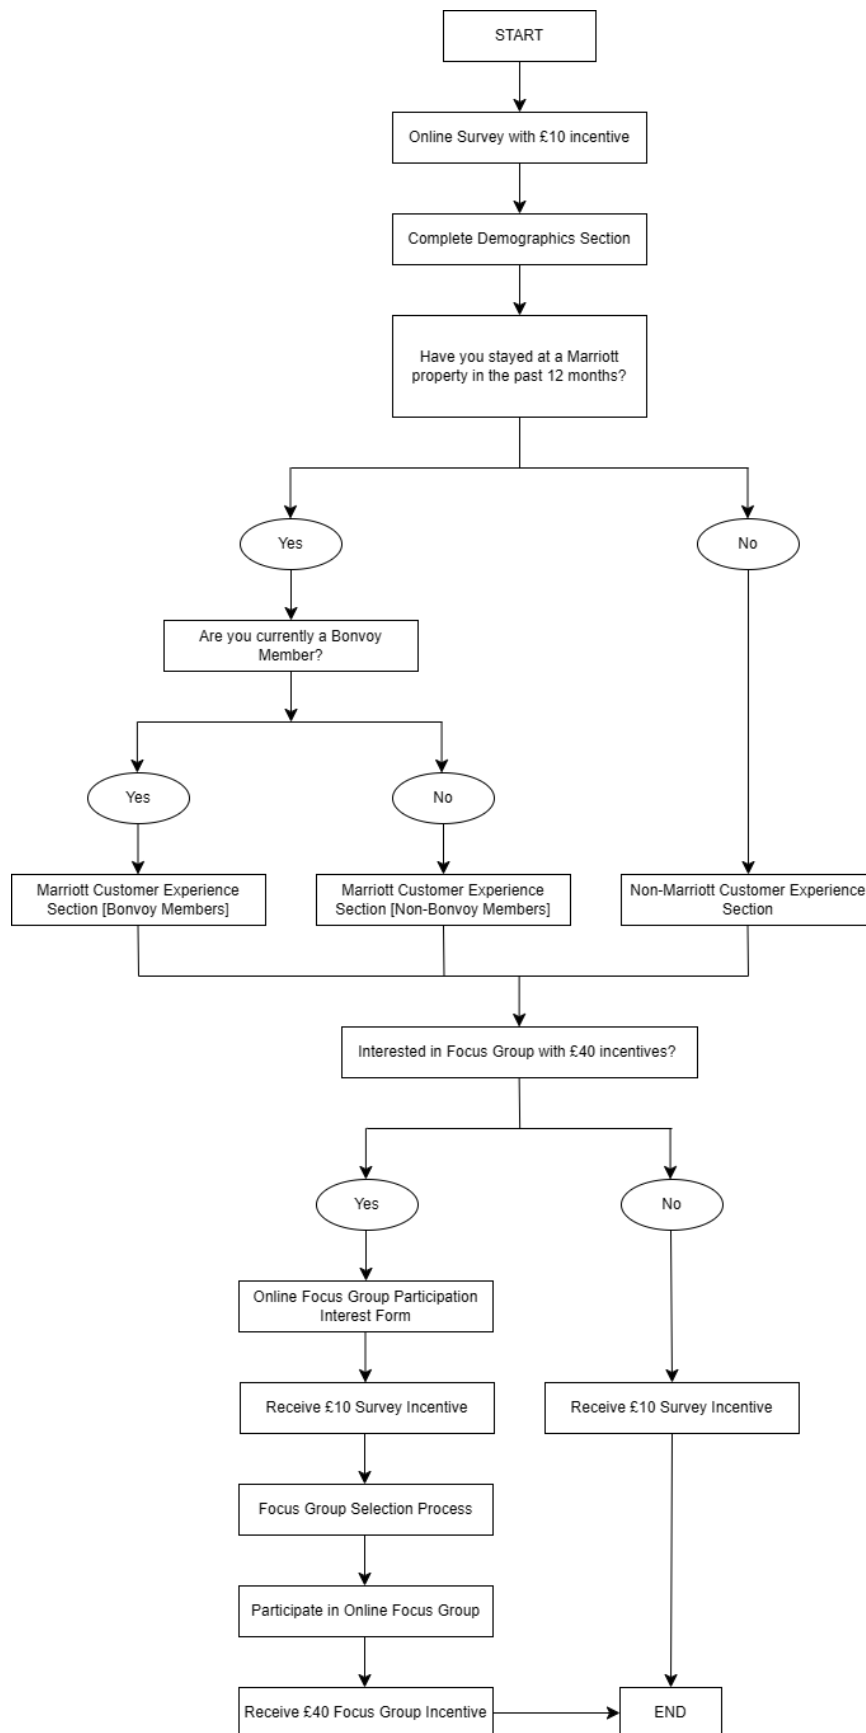 START
Online Survey with £10 incentive
Complete Demographics Section
Have you stayed at a Marriott
property in the past 12 months?
Yes
No
Are you currently a Bonvoy
Member?
Yes
No
Marriott Customer Experience
Section [Bonvoy Members]
Marriott Customer Experience
Section [Non-Bonvoy Members]
Non-Marriott Customer Experience
Section
Interested in Focus Group with £40 incentives?
Yes
No
Online Focus Group Participation
Interest Form
Receive £10 Survey Incentive
Receive £10 Survey Incentive
Focus Group Selection Process
Participate in Online Focus Group
Receive £40 Focus Group Incentive
END